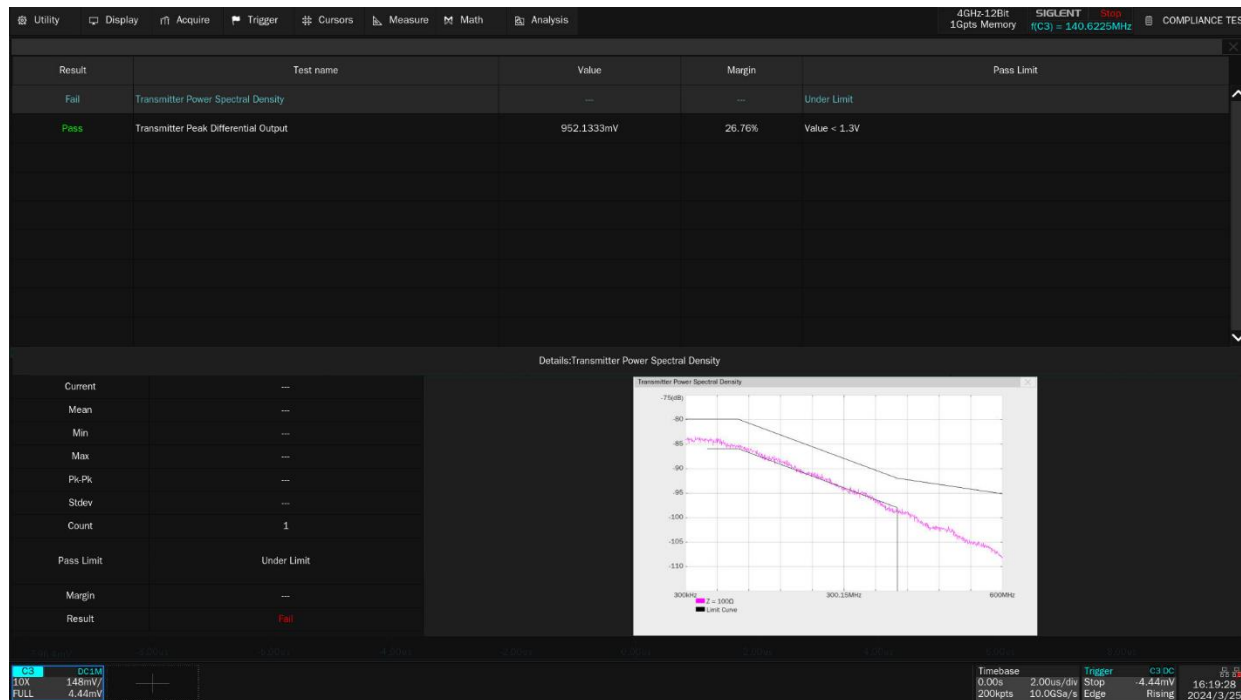 Utility Display Acquire Trigger Cursors Measure Math Analysis
4GHz-12Bit SIGLENT Stop
1Gpts Memory f(C3) = 140.6225MHz COMPLIANCE TES
Result Test name Value Margin Pass Limit
Fail Transmitter Power Spectral Density --- --- Under Limit
Pass Transmitter Peak Differential Output 952.1333mV 26.76% Value < 1.3V
Details:Transmitter Power Spectral Density
Current ---
Mean ---
Min ---
Max ---
Pk-Pk ---
Stdev ---
Count 1
Pass Limit Under Limit
Margin ---
Result Fail
Transmitter Power Spectral Density
-75(dB)
-80
-85
-90
-95
-100
-105
-110
300kHz 300.15MHz 600MHz
Z = 100Ω
Limit Curve
C3 DC1M
10X 148mV/
FULL 4.44mV
Timebase
0.00s 2.00us/div
200kpts 10.0GSa/s
Trigger C3 DC
Stop -4.44mV
Edge Rising
16:19:28
2024/3/25